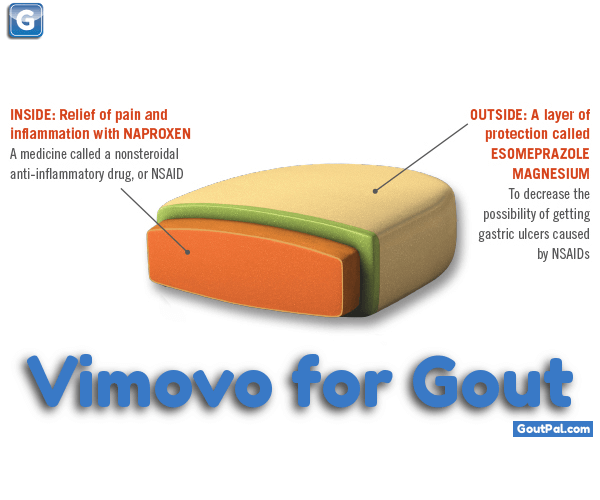 G
INSIDE: Relief of pain and
inflammation with NAPROXEN
A medicine called a nonsteroidal
anti-inflammatory drug, or NSAID
OUTSIDE: A layer of
protection called
ESOMEPRAZOLE
MAGNESIUM
To decrease the
possibility of getting
gastric ulcers caused
by NSAIDs
Vimovo for Gout
GoutPal.com